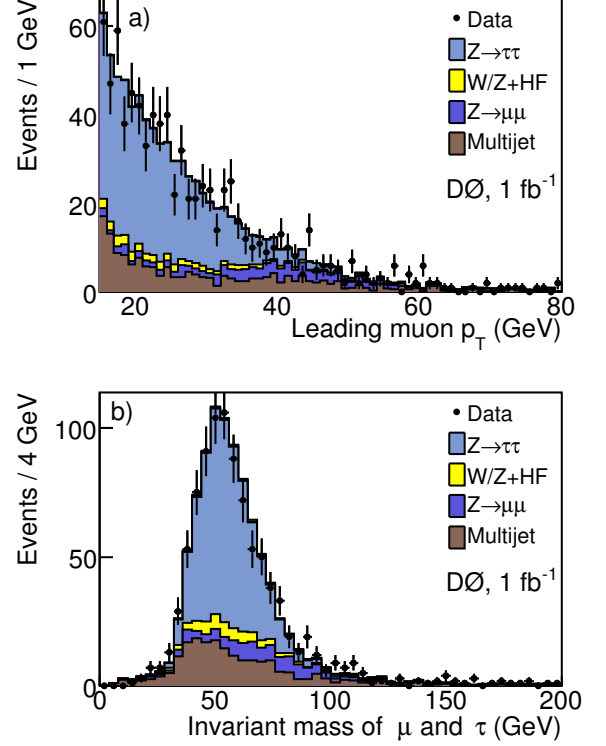 Events / 1 GeV
60
40
20
0
a)
Data
Z→ττ
W/Z+HF
Z→μμ
Multijet
DØ, 1 fb⁻¹
20 40 60 80
Leading muon p_T (GeV)
Events / 4 GeV
100
50
0
b)
Data
Z→ττ
W/Z+HF
Z→μμ
Multijet
DØ, 1 fb⁻¹
0 50 100 150 200
Invariant mass of μ and τ (GeV)